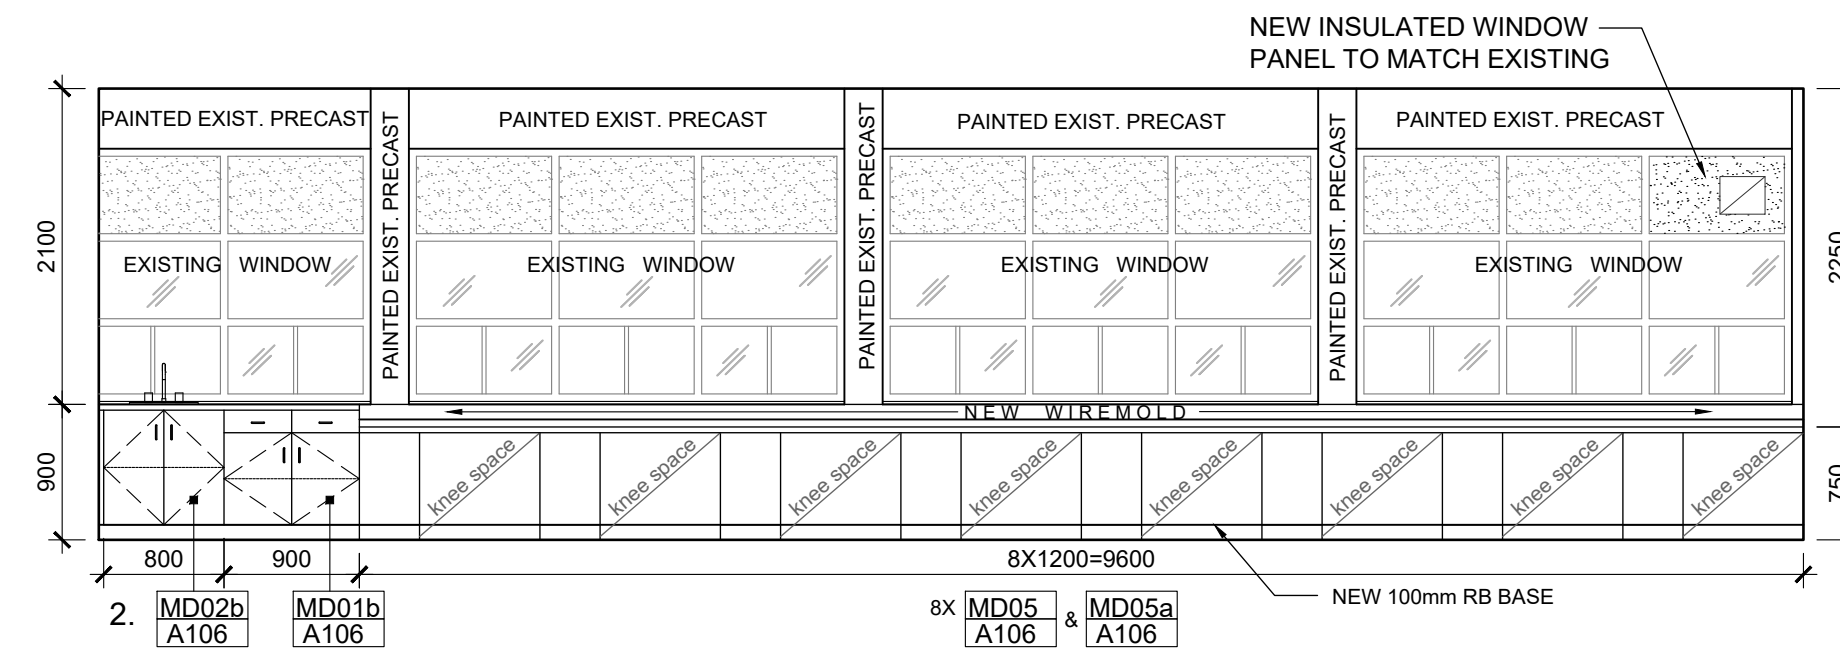 NEW INSULATED WINDOW
PANEL TO MATCH EXISTING
PAINTED EXIST. PRECAST
PAINTED EXIST. PRECAST
PAINTED EXIST. PRECAST
PAINTED EXIST. PRECAST
PAINTED EXIST. PRECAST
PAINTED EXIST. PRECAST
PAINTED EXIST. PRECAST
2100
2250
EXISTING WINDOW
EXISTING WINDOW
EXISTING WINDOW
EXISTING WINDOW
NEW WIREMOLD
900
750
knee space
knee space
knee space
knee space
knee space
knee space
knee space
knee space
800
900
8X1200=9600
NEW 100mm RB BASE
2.
MD02b
A106
MD01b
A106
8X
MD05
A106
&
MD05a
A106